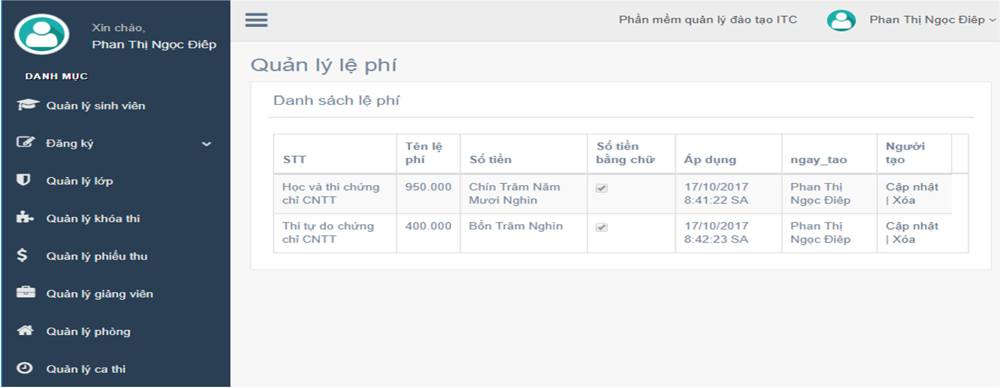 Xin chào,
Phan Thị Ngọc Điêp
DANH MỤC
Quản lý sinh viên
Đăng ký
Quản lý lớp
Quản lý khóa thi
Quản lý phiếu thu
Quản lý giảng viên
Quản lý phòng
Quản lý ca thi
Phần mềm quản lý đào tạo ITC
Phan Thị Ngọc Điêp
Quản lý lệ phí
Danh sách lệ phí
STT
Tên lệ
phí
Số tiền
Số tiền
bằng chữ
Áp dụng
ngay_tao
Người
tạo
Học và thi chứng
chỉ CNTT
950.000
Chín Trăm Năm
Mươi Nghìn
17/10/2017
8:41:22 SA
Phan Thị
Ngọc Điêp
Cập nhật
| Xóa
Thi tự do chứng
chỉ CNTT
400.000
Bốn Trăm Nghìn
17/10/2017
8:42:23 SA
Phan Thị
Ngọc Điêp
Cập nhật
| Xóa